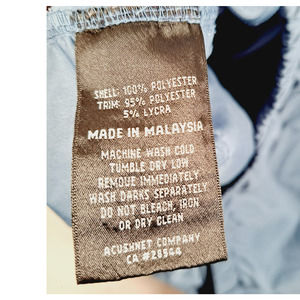 SHELL: 100% POLYESTER
TRIM: 95% POLYESTER
5% LYCRA
MADE IN MALAYSIA
MACHINE WASH COLD
TUMBLE DRY LOW
REMOVE IMMEDIATELY
WASH DARKS SEPARATELY
DO NOT BLEACH, IRON
OR DRY CLEAN
ACUSHNET COMPANY
CA #26544